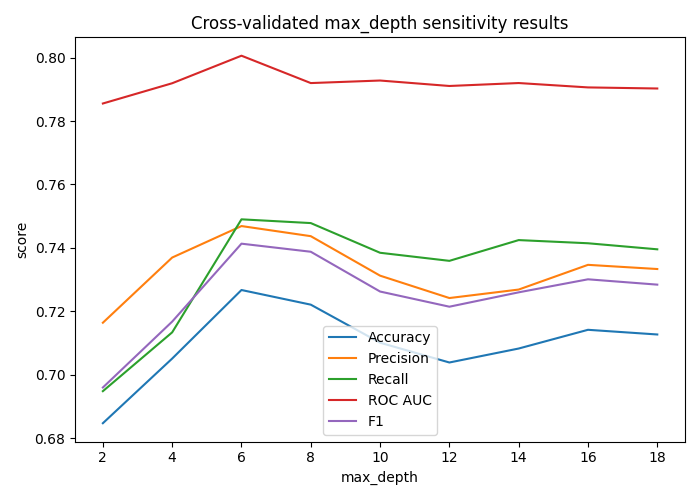 Cross-validated max_depth sensitivity results
score
0.80
0.78
0.76
0.74
0.72
0.70
0.68
Accuracy
Precision
Recall
ROC AUC
F1
2 4 6 8 10 12 14 16 18
max_depth